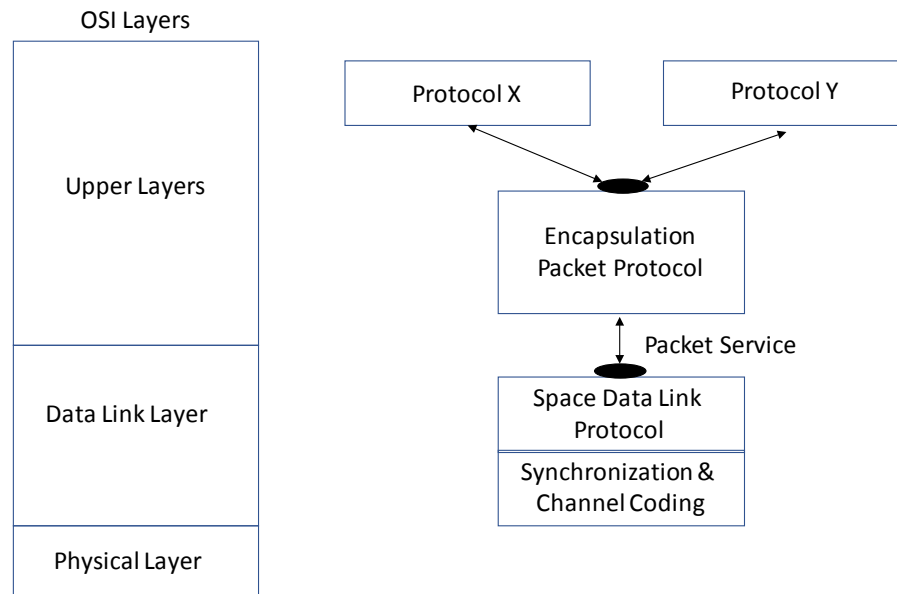 OSI Layers
Upper Layers
Data Link Layer
Physical Layer
Protocol X
Protocol Y
Encapsulation
Packet Protocol
Packet Service
Space Data Link
Protocol
Synchronization &
Channel Coding